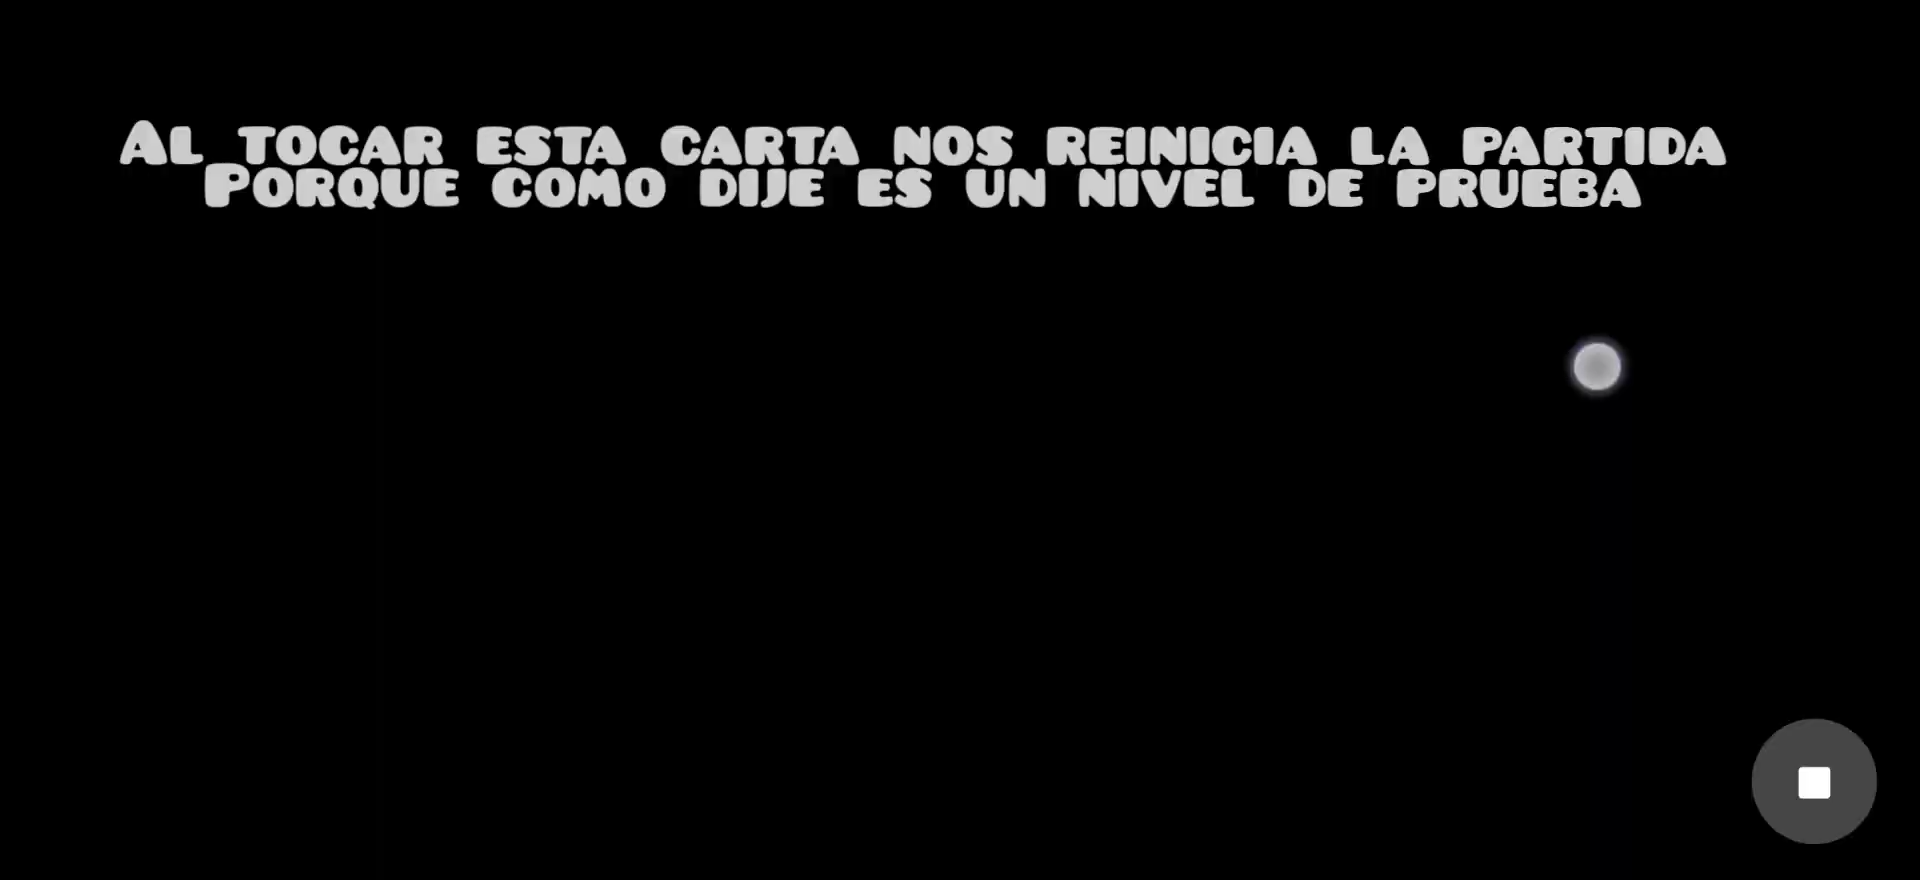 Al tocar esta carta nos reinicia la partida
Porque como dije es un nivel de prueba